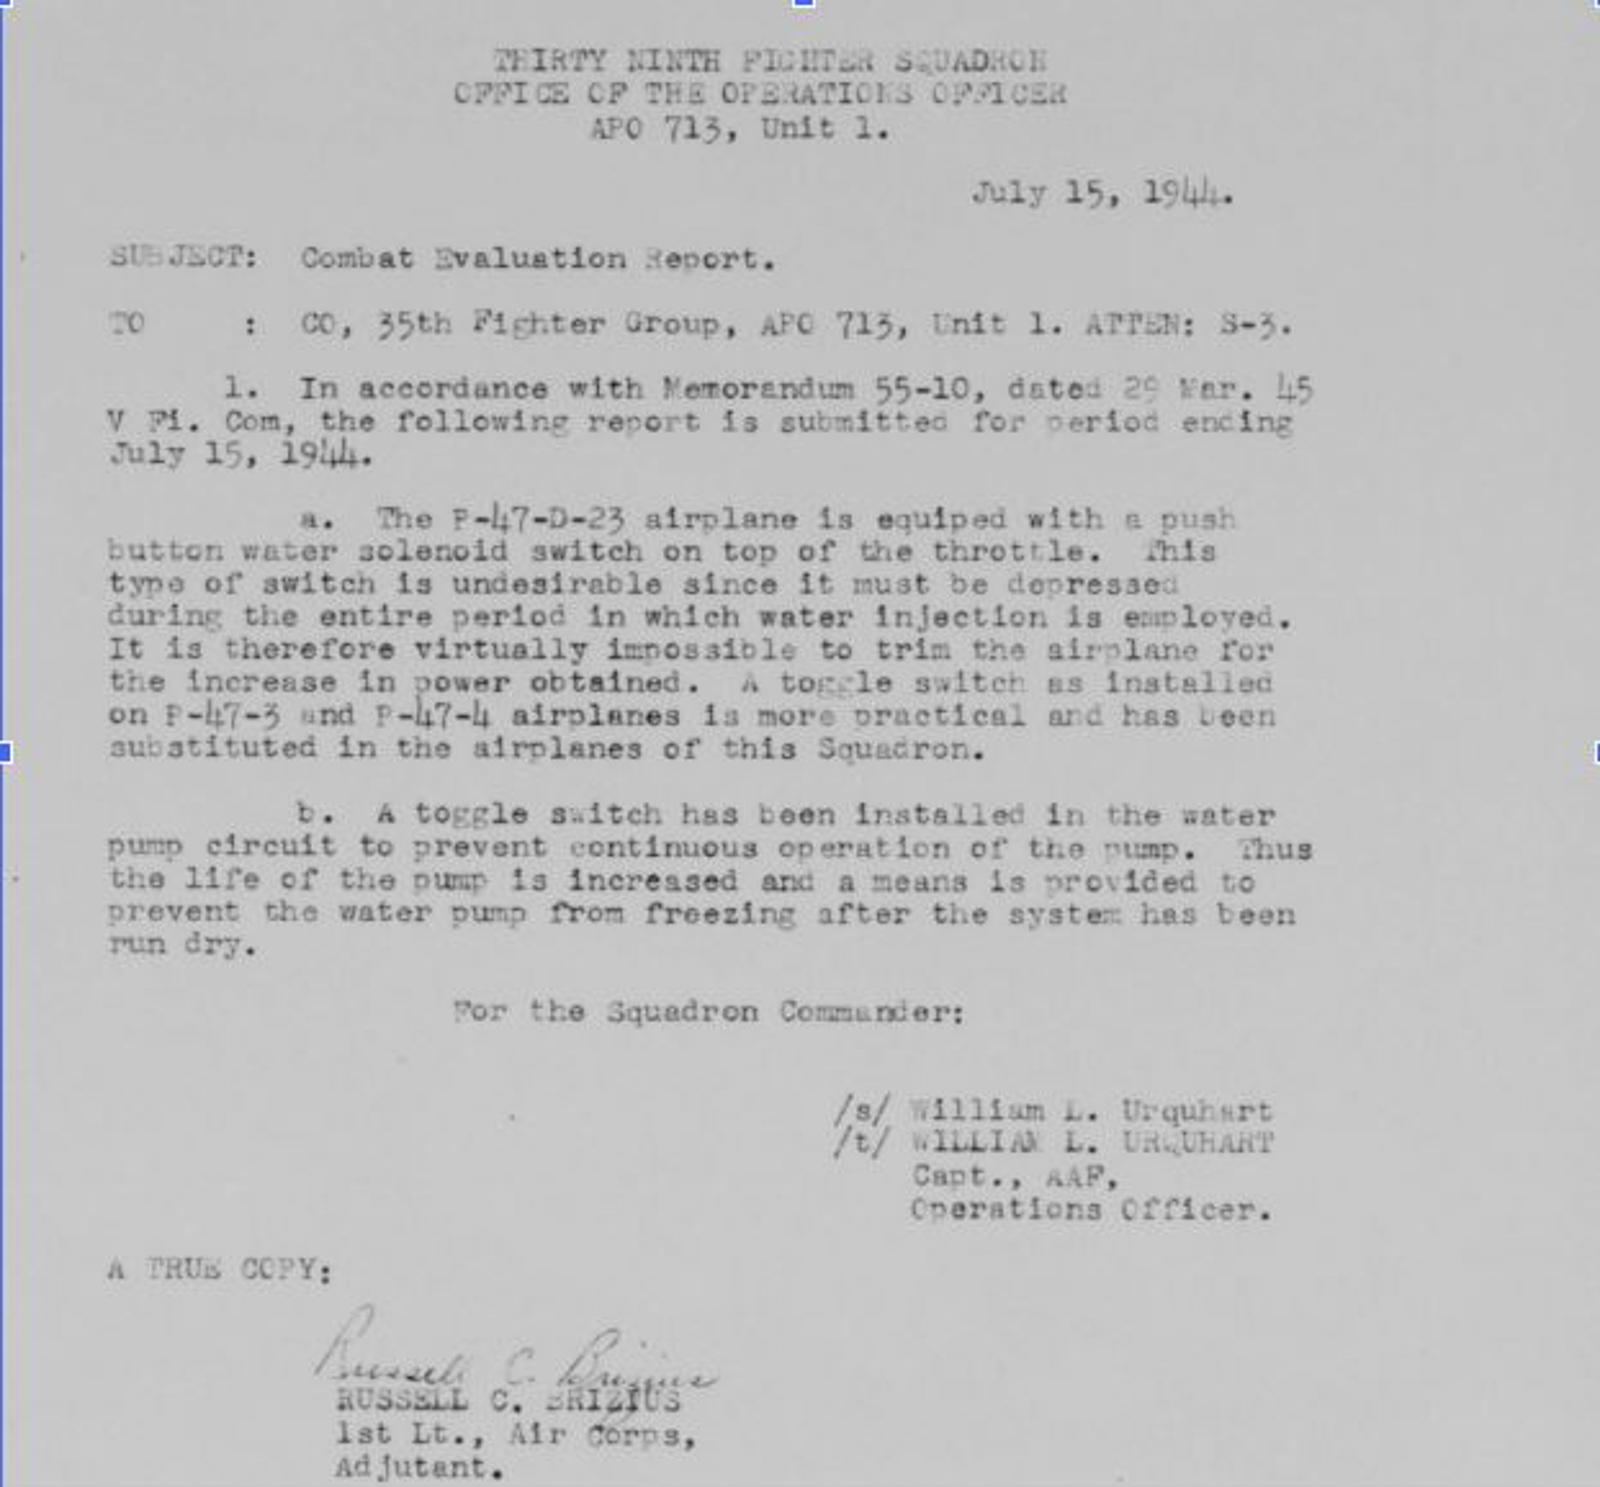 THIRTY NINTH FIGHTER SQUADRON
OFFICE OF THE OPERATIONS OFFICER
APO 713, Unit 1.
July 15, 1944.
SUBJECT: Combat Evaluation Report.
TO : CO, 35th Fighter Group, APO 713, Unit 1. ATTEN: S-3.
1. In accordance with Memorandum 55-10, dated 29 Mar. 45
V Fi. Com, the following report is submitted for period ending
July 15, 1944.
a. The P-47-D-23 airplane is equiped with a push
button water solenoid switch on top of the throttle. This
type of switch is undesirable since it must be depressed
during the entire period in which water injection is employed.
It is therefore virtually impossible to trim the airplane for
the increase in power obtained. A toggle switch as installed
on P-47-3 and P-47-4 airplanes is more practical and has been
substituted in the airplanes of this Squadron.
b. A toggle switch has been installed in the water
pump circuit to prevent continuous operation of the pump. Thus
the life of the pump is increased and a means is provided to
prevent the water pump from freezing after the system has been
run dry.
For the Squadron Commander:
/s/ William L. Urquhart
/t/ WILLIAM L. URQUHART
Capt., AAF,
Operations Officer.
A TRUE COPY:
Russell C. Brizius
RUSSELL C. BRIZIUS
1st Lt., Air Corps,
Adjutant.